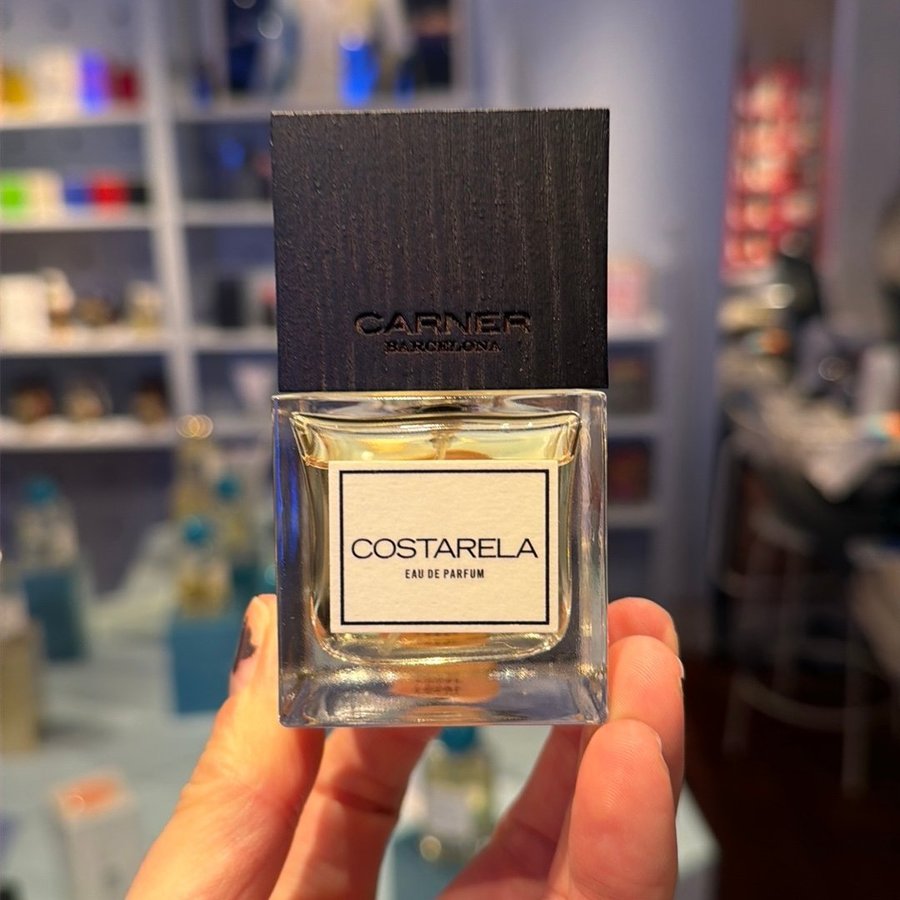 CARNER
BARCELONA
COSTARELA
EAU DE PARFUM